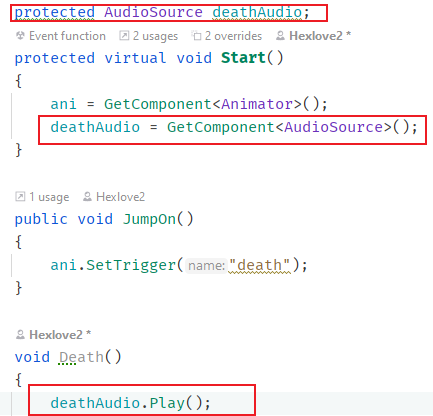 protected AudioSource deathAudio;
Event function 2 usages 2 overrides Hexlove2 *
protected virtual void Start()
{
ani = GetComponent<Animator>();
deathAudio = GetComponent<AudioSource>();
}
1 usage Hexlove2
public void JumpOn()
{
ani.SetTrigger( name: "death");
}
Hexlove2 *
void Death()
{
deathAudio.Play();